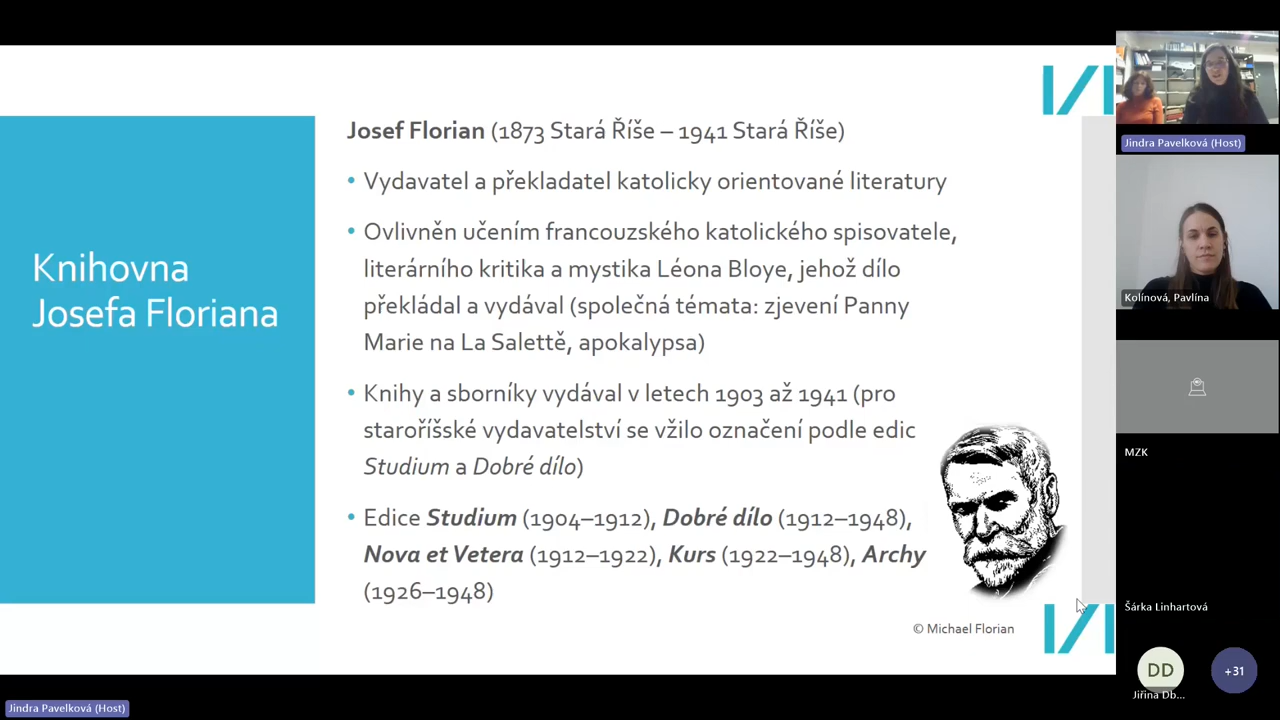 Knihovna
Josefa Floriana
Josef Florian (1873 Stará Říše – 1941 Stará Říše)
• Vydavatel a překladatel katolicky orientované literatury
• Ovlivněn učením francouzského katolického spisovatele,
literárního kritika a mystika Léona Bloye, jehož dílo
překládal a vydával (společná témata: zjevení Panny
Marie na La Salettě, apokalypsa)
• Knihy a sborníky vydával v letech 1903 až 1941 (pro
staroříšské vydavatelství se vžilo označení podle edic
Studium a Dobré dílo)
• Edice Studium (1904–1912), Dobré dílo (1912–1948),
Nova et Vetera (1912–1922), Kurs (1922–1948), Archy
(1926–1948)
© Michael Florian
Jindra Pavelková (Host)
Kolínová, Pavlína
MZK
Šárka Linhartová
DD
Jiřina Db...
+31
Jindra Pavelková (Host)